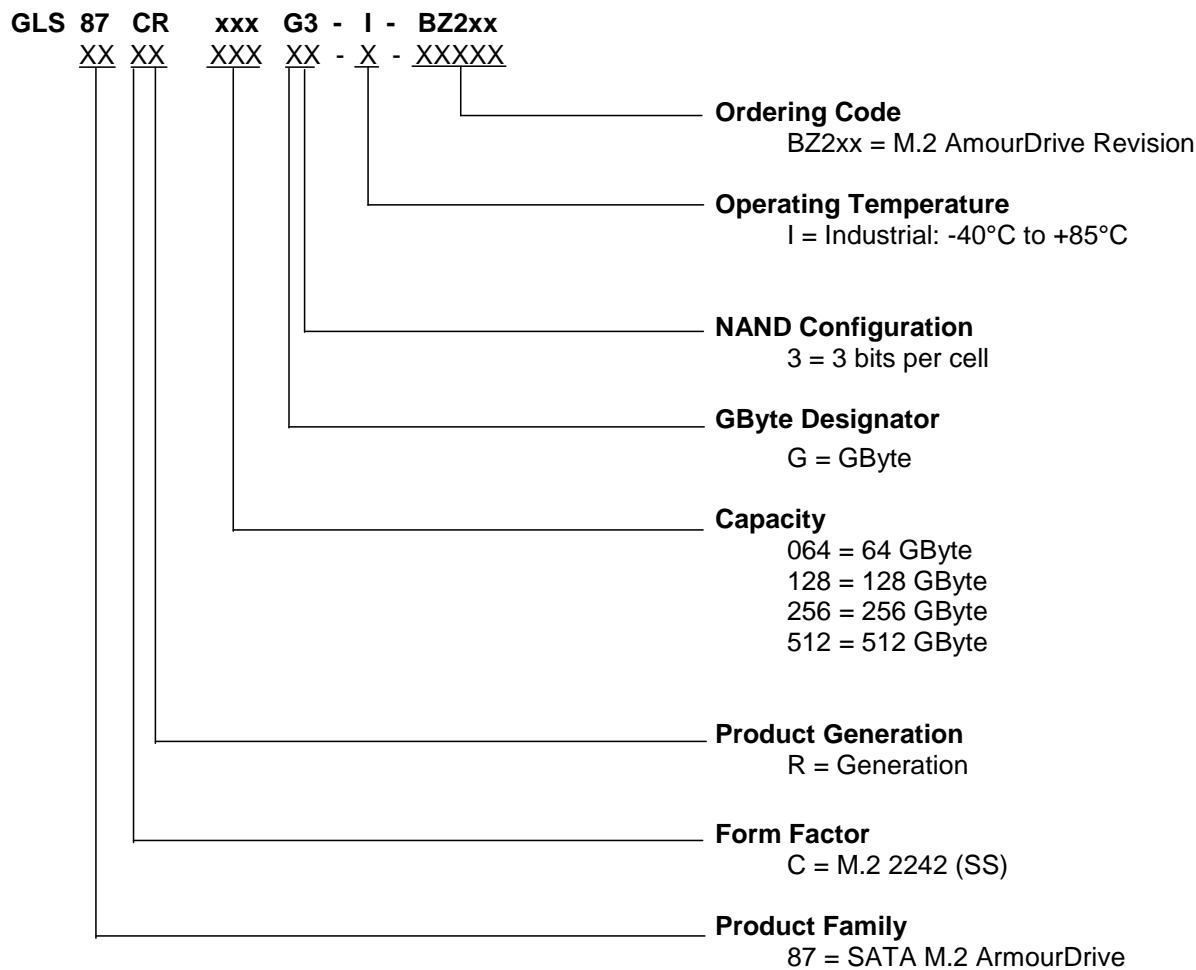 GLS 87 CR xxx G3 - I - BZ2xx
XX XX XXX XX - X - XXXXX
Ordering Code
BZ2xx = M.2 AmourDrive Revision
Operating Temperature
I = Industrial: -40°C to +85°C
NAND Configuration
3 = 3 bits per cell
GByte Designator
G = GByte
Capacity
064 = 64 GByte
128 = 128 GByte
256 = 256 GByte
512 = 512 GByte
Product Generation
R = Generation
Form Factor
C = M.2 2242 (SS)
Product Family
87 = SATA M.2 ArmourDrive